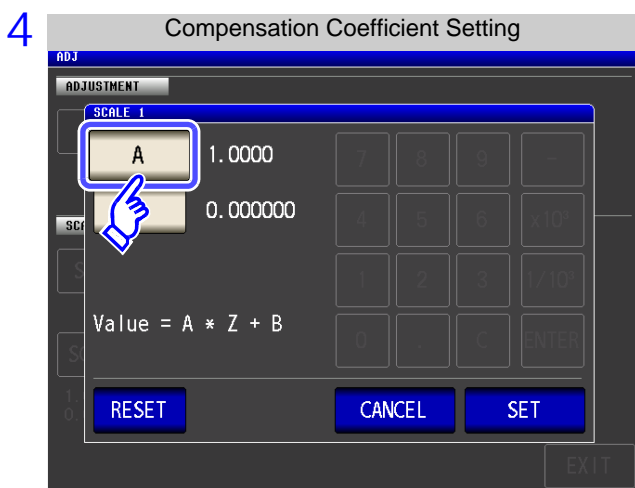 4 Compensation Coefficient Setting
ADJ
ADJUSTMENT
SCALE 1
A 1.0000 7 8 9 -
0.000000 4 5 6 ×10³
1 2 3 1/10³
Value = A * Z + B
0 . C ENTER
RESET CANCEL SET
EXIT